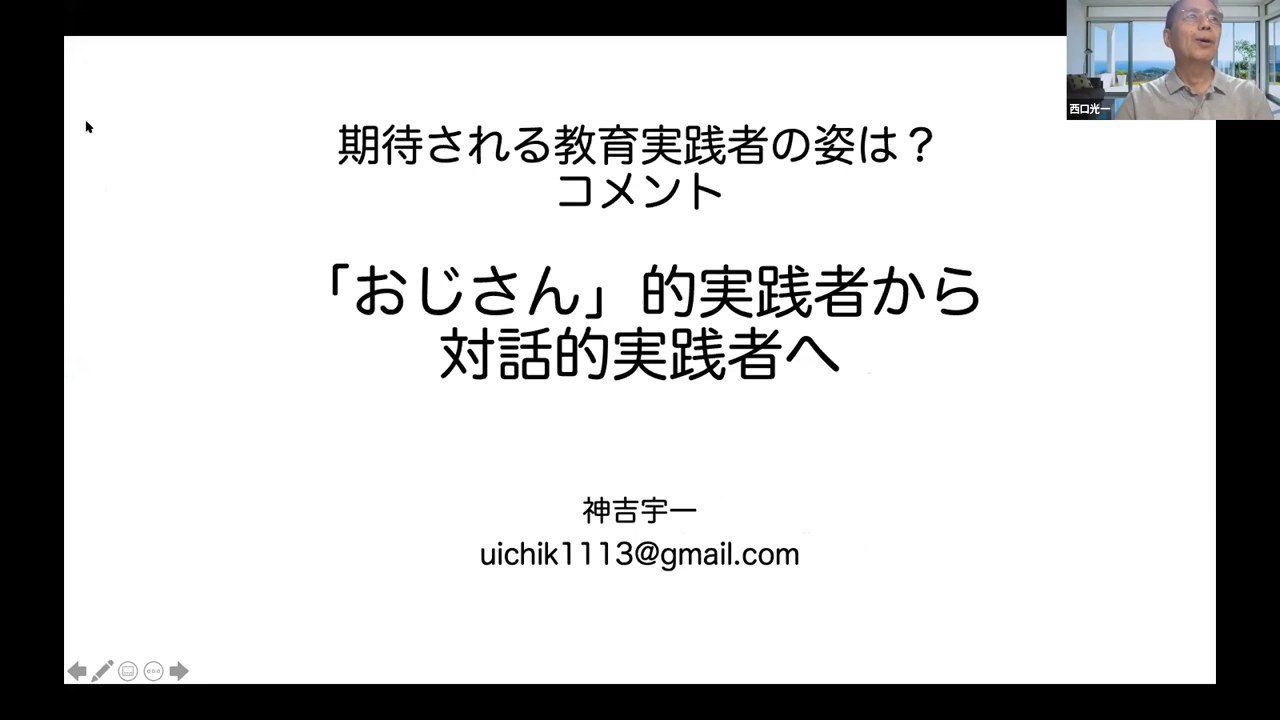 西口光一
期待される教育実践者の姿は？
コメント
「おじさん」的実践者から
対話的実践者へ
神吉宇一
uichik1113@gmail.com